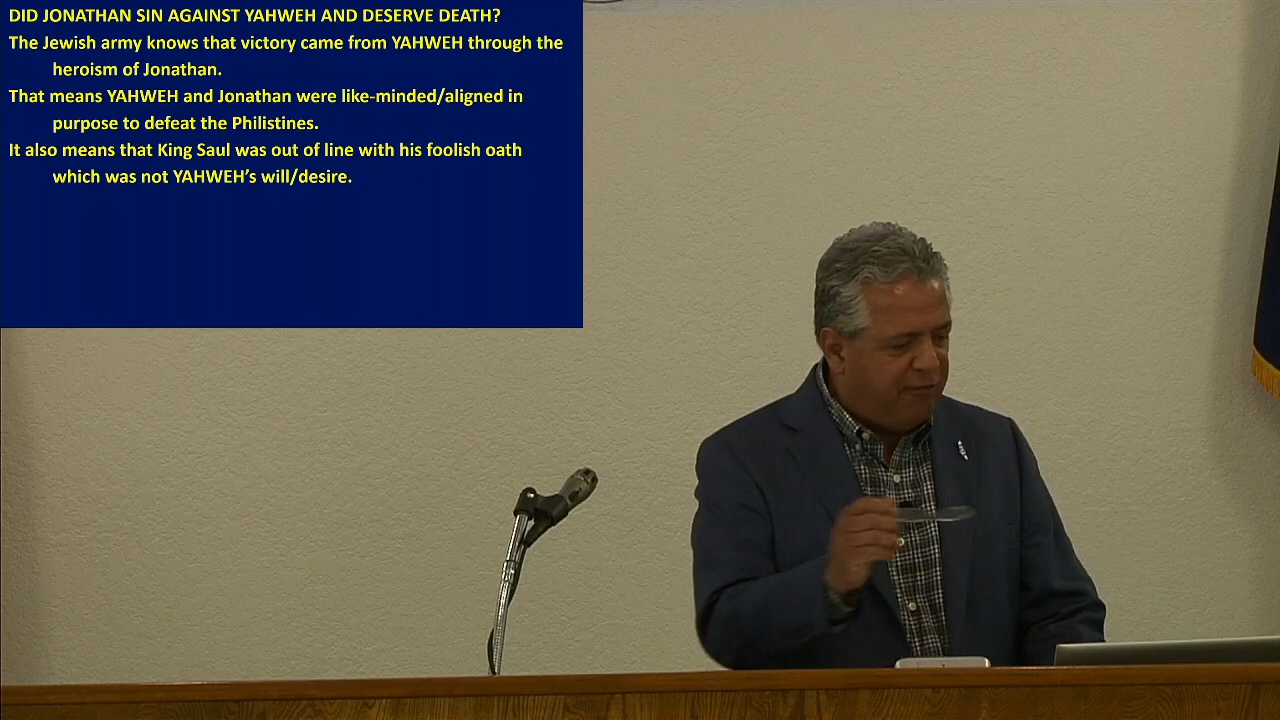 DID JONATHAN SIN AGAINST YAHWEH AND DESERVE DEATH?
The Jewish army knows that victory came from YAHWEH through the
heroism of Jonathan.
That means YAHWEH and Jonathan were like-minded/aligned in
purpose to defeat the Philistines.
It also means that King Saul was out of line with his foolish oath
which was not YAHWEH’s will/desire.